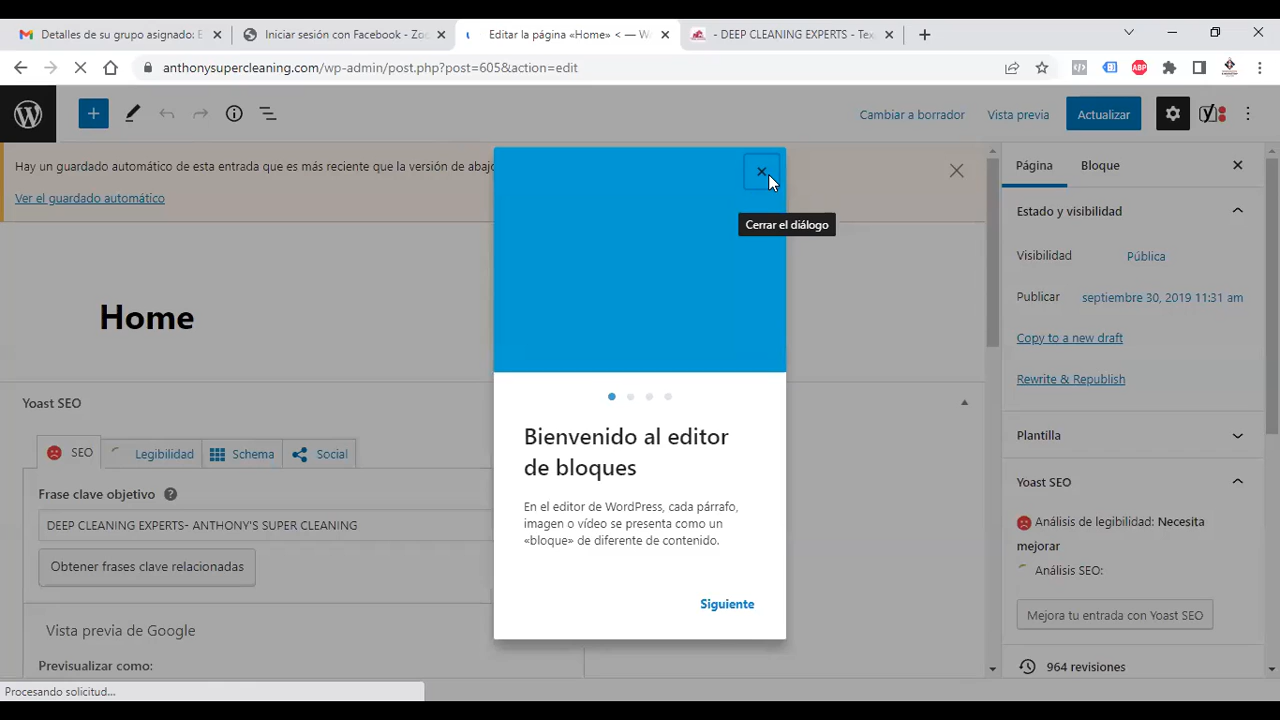 Detalles de su grupo asignado: E
Iniciar sesión con Facebook - Zoo
Editar la página «Home» < — W
- DEEP CLEANING EXPERTS - Tex
anthonysupercleaning.com/wp-admin/post.php?post=605&action=edit
ABP
Cambiar a borrador
Vista previa
Actualizar
Hay un guardado automático de esta entrada que es más reciente que la versión de abajo
Ver el guardado automático
Home
Yoast SEO
SEO
Legibilidad
Schema
Social
Frase clave objetivo
DEEP CLEANING EXPERTS- ANTHONY'S SUPER CLEANING
Obtener frases clave relacionadas
Vista previa de Google
Previsualizar como:
Procesando solicitud...
Cerrar el diálogo
Bienvenido al editor
de bloques
En el editor de WordPress, cada párrafo,
imagen o vídeo se presenta como un
«bloque» de diferente de contenido.
Siguiente
Página
Bloque
Estado y visibilidad
Visibilidad
Pública
Publicar
septiembre 30, 2019 11:31 am
Copy to a new draft
Rewrite & Republish
Plantilla
Yoast SEO
Análisis de legibilidad: Necesita
mejorar
Análisis SEO:
Mejora tu entrada con Yoast SEO
964 revisiones